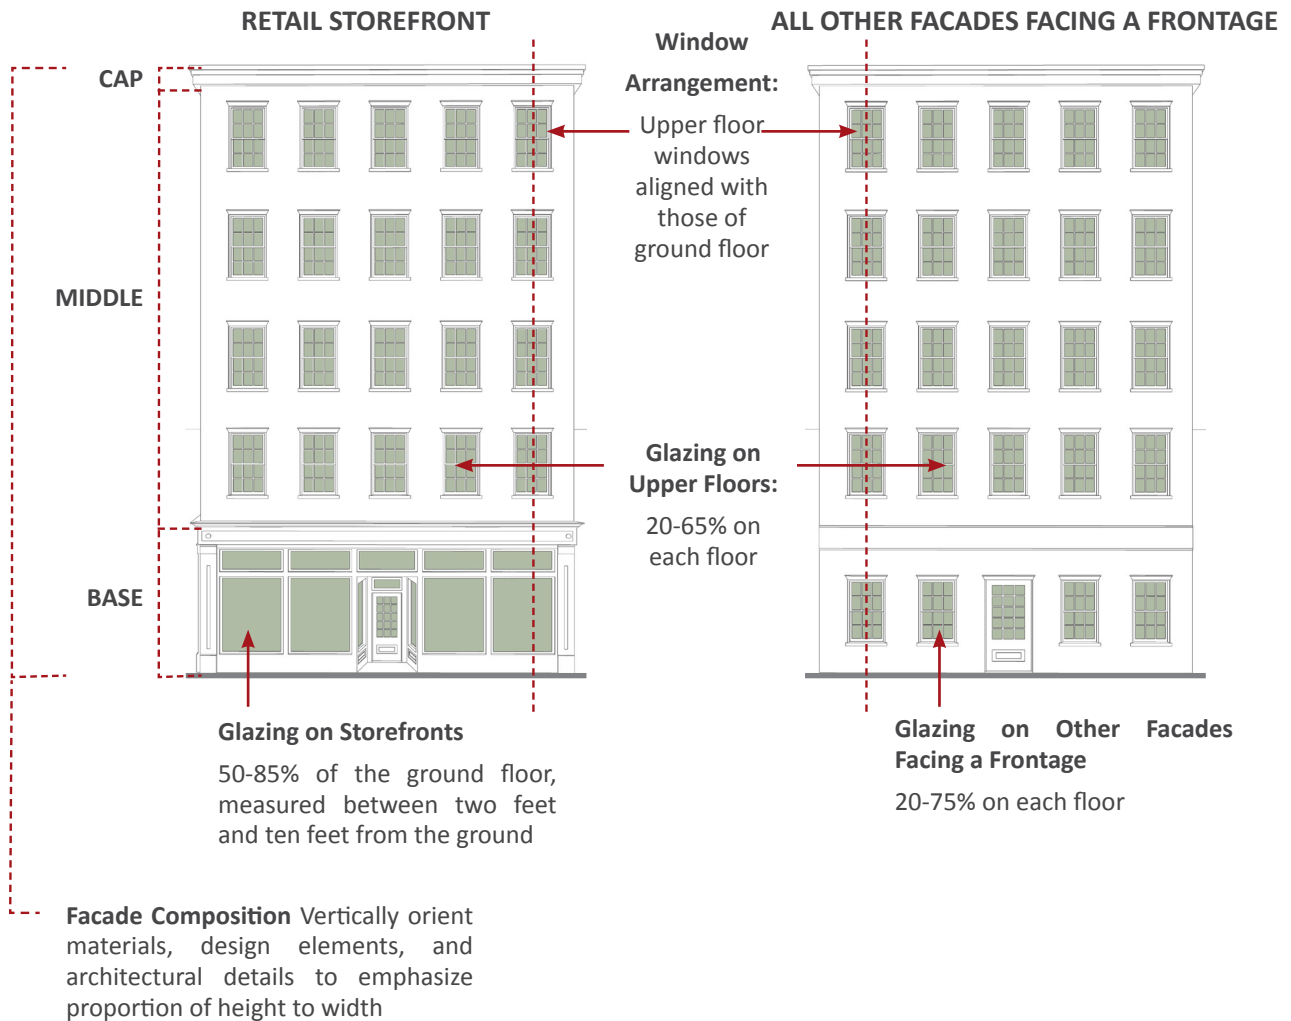 RETAIL STOREFRONT
ALL OTHER FACADES FACING A FRONTAGE
CAP
MIDDLE
BASE
Window
Arrangement:
Upper floor
windows
aligned with
those of
ground floor
Glazing on
Upper Floors:
20-65% on
each floor
Glazing on Storefronts
50-85% of the ground floor,
measured between two feet
and ten feet from the ground
Glazing on Other Facades
Facing a Frontage
20-75% on each floor
Facade Composition Vertically orient
materials, design elements, and
architectural details to emphasize
proportion of height to width